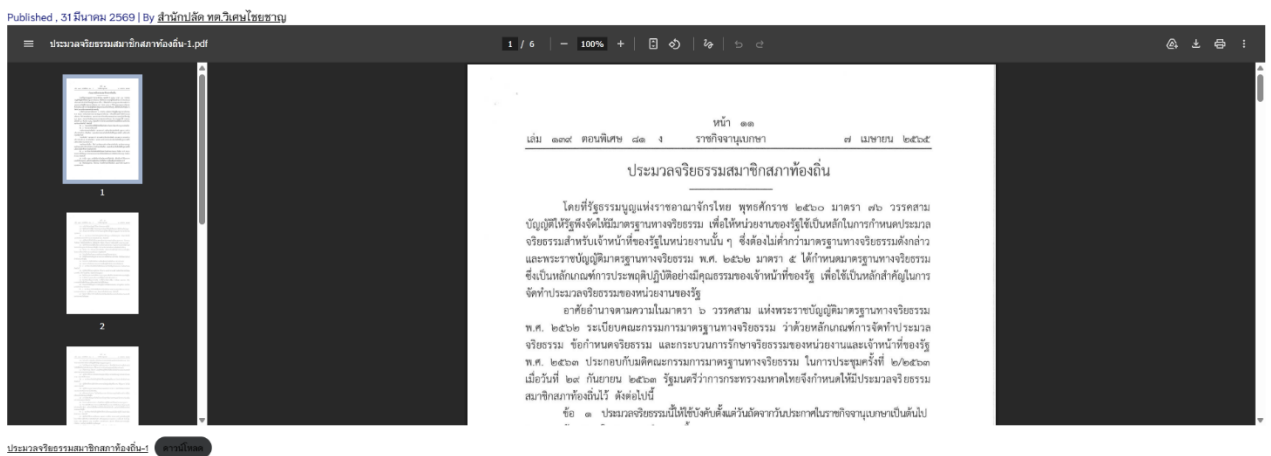 Published , 31 มีนาคม 2569 | By สำนักปลัด ทต.วิเศษไชยชาญ
ประมวลจริยธรรมสมาชิกสภาท้องถิ่น-1.pdf
1 / 6
100%
1
2
หน้า ๑๑
เล่ม ๑๓๙ ตอนพิเศษ ๘๑ ง ราชกิจจานุเบกษา ๗ เมษายน ๒๕๖๕
ประมวลจริยธรรมสมาชิกสภาท้องถิ่น
โดยที่รัฐธรรมนูญแห่งราชอาณาจักรไทย พุทธศักราช ๒๕๖๐ มาตรา ๗๖ วรรคสาม
บัญญัติให้รัฐพึงจัดให้มีมาตรฐานทางจริยธรรม เพื่อให้หน่วยงานของรัฐใช้เป็นหลักในการกำหนดประมวล
จริยธรรมสำหรับเจ้าหน้าที่ของรัฐในหน่วยงานนั้น ๆ ซึ่งต้องไม่ต่ำกว่ามาตรฐานทางจริยธรรมดังกล่าว
และพระราชบัญญัติมาตรฐานทางจริยธรรม พ.ศ. ๒๕๖๒ มาตรา ๕ ได้กำหนดมาตรฐานทางจริยธรรม
ซึ่งเป็นหลักเกณฑ์การประพฤติปฏิบัติอย่างมีคุณธรรมของเจ้าหน้าที่ของรัฐ เพื่อใช้เป็นหลักสำคัญในการ
จัดทำประมวลจริยธรรมของหน่วยงานของรัฐ
อาศัยอำนาจตามความในมาตรา ๖ วรรคสาม แห่งพระราชบัญญัติมาตรฐานทางจริยธรรม
พ.ศ. ๒๕๖๒ ระเบียบคณะกรรมการมาตรฐานทางจริยธรรม ว่าด้วยหลักเกณฑ์การจัดทำประมวล
จริยธรรม ข้อกำหนดจริยธรรม และกระบวนการรักษาจริยธรรมของหน่วยงานและเจ้าหน้าที่ของรัฐ
พ.ศ. ๒๕๖๓ ประกอบกับมติคณะกรรมการมาตรฐานทางจริยธรรม ในการประชุมครั้งที่ ๒/๒๕๖๓
เมื่อวันที่ ๒๙ กันยายน ๒๕๖๓ รัฐมนตรีว่าการกระทรวงมหาดไทยจึงกำหนดให้มีประมวลจริยธรรม
สมาชิกสภาท้องถิ่นไว้ ดังต่อไปนี้
ข้อ ๑ ประมวลจริยธรรมนี้ให้ใช้บังคับตั้งแต่วันถัดจากวันประกาศในราชกิจจานุเบกษาเป็นต้นไป
ประมวลจริยธรรมสมาชิกสภาท้องถิ่น-1 ดาวน์โหลด